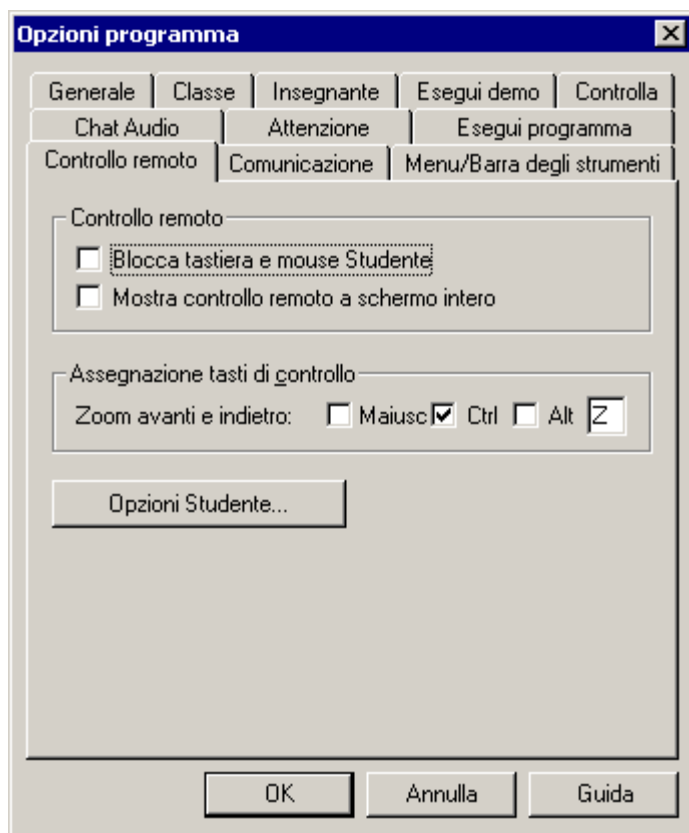 Opzioni programma
Generale Classe Insegnante Esegui demo Controlla
Chat Audio Attenzione Esegui programma
Controllo remoto Comunicazione Menu/Barra degli strumenti
Controllo remoto
Blocca tastiera e mouse Studente
Mostra controllo remoto a schermo intero
Assegnazione tasti di controllo
Zoom avanti e indietro: Maiusc Ctrl Alt Z
Opzioni Studente...
OK Annulla Guida